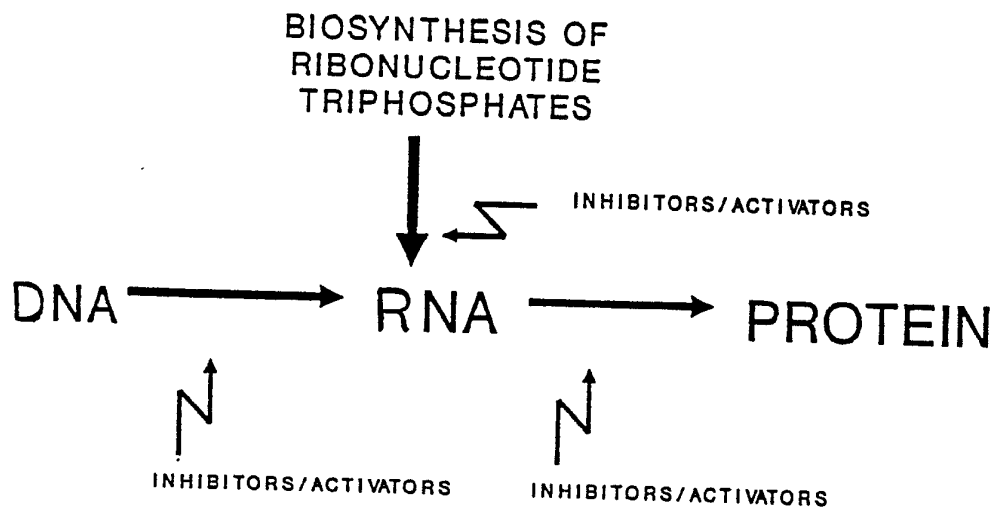 BIOSYNTHESIS OF
RIBONUCLEOTIDE
TRIPHOSPHATES
INHIBITORS/ACTIVATORS
DNA
RNA
PROTEIN
INHIBITORS/ACTIVATORS
INHIBITORS/ACTIVATORS